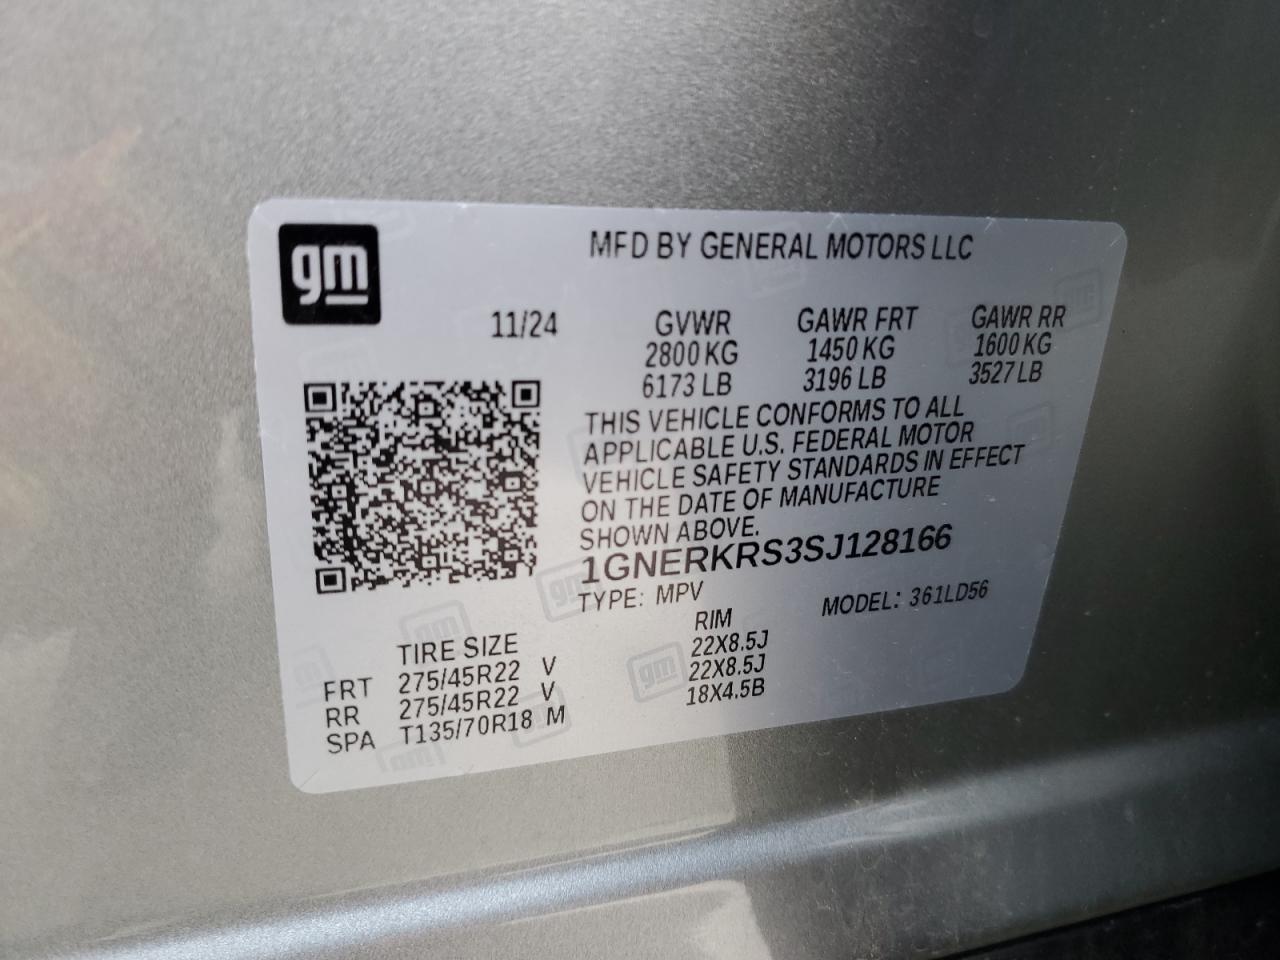 gm
MFD BY GENERAL MOTORS LLC
11/24 GVWR GAWR FRT GAWR RR
2800 KG 1450 KG 1600 KG
6173 LB 3196 LB 3527 LB
THIS VEHICLE CONFORMS TO ALL
APPLICABLE U.S. FEDERAL MOTOR
VEHICLE SAFETY STANDARDS IN EFFECT
ON THE DATE OF MANUFACTURE
SHOWN ABOVE.
1GNERKRS3SJ128166
TYPE: MPV MODEL: 361LD56
TIRE SIZE RIM
FRT 275/45R22 V 22X8.5J
RR 275/45R22 V 22X8.5J
SPA T135/70R18 M 18X4.5B